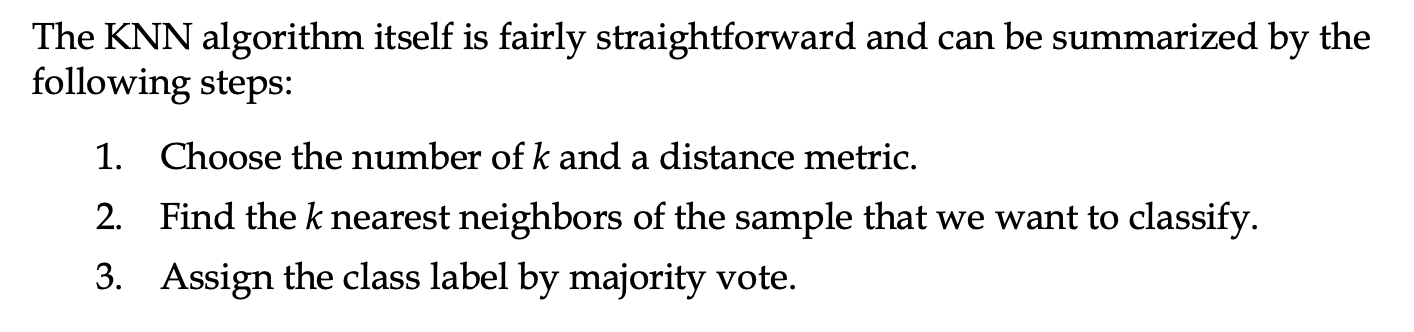 The KNN algorithm itself is fairly straightforward and can be summarized by the
following steps:
1. Choose the number of k and a distance metric.
2. Find the k nearest neighbors of the sample that we want to classify.
3. Assign the class label by majority vote.